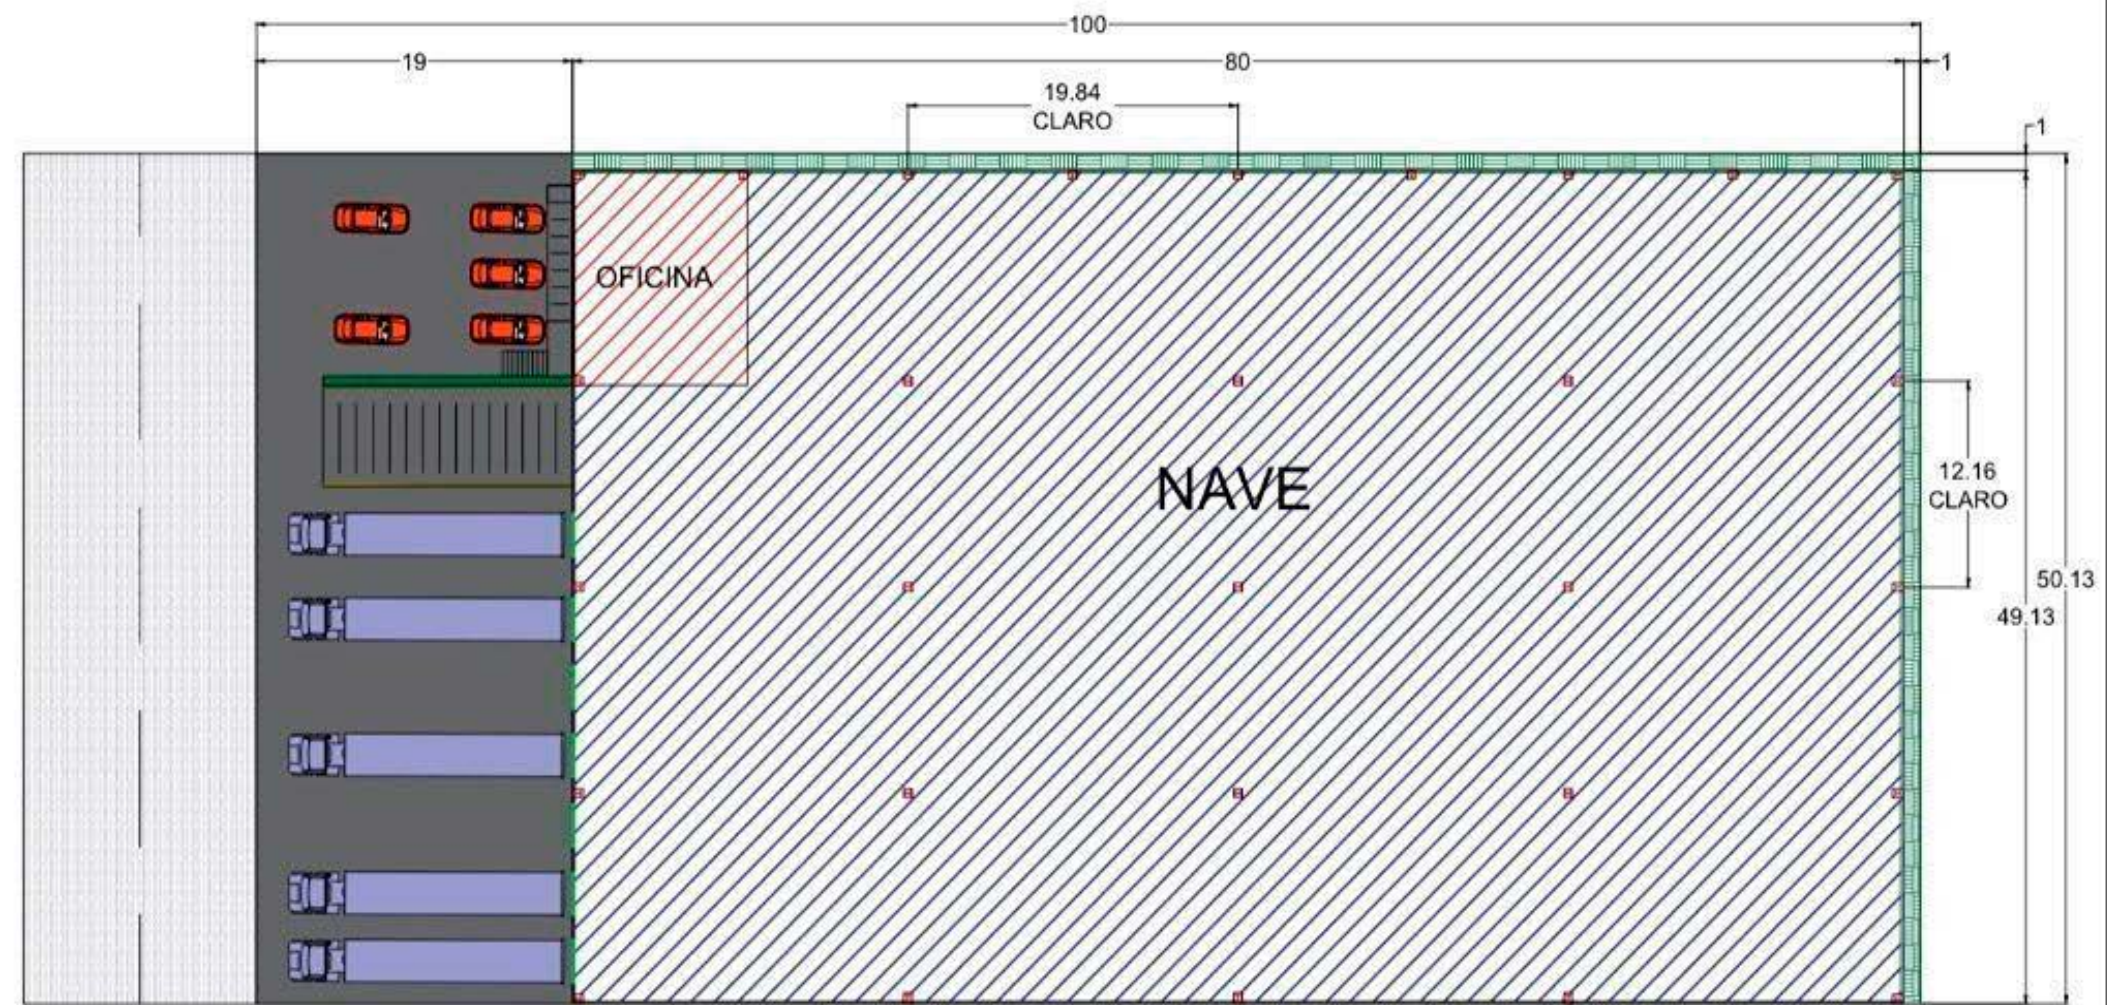 100
19
80
1
19.84
CLARO
1
OFICINA
NAVE
12.16
CLARO
50.13
49.13